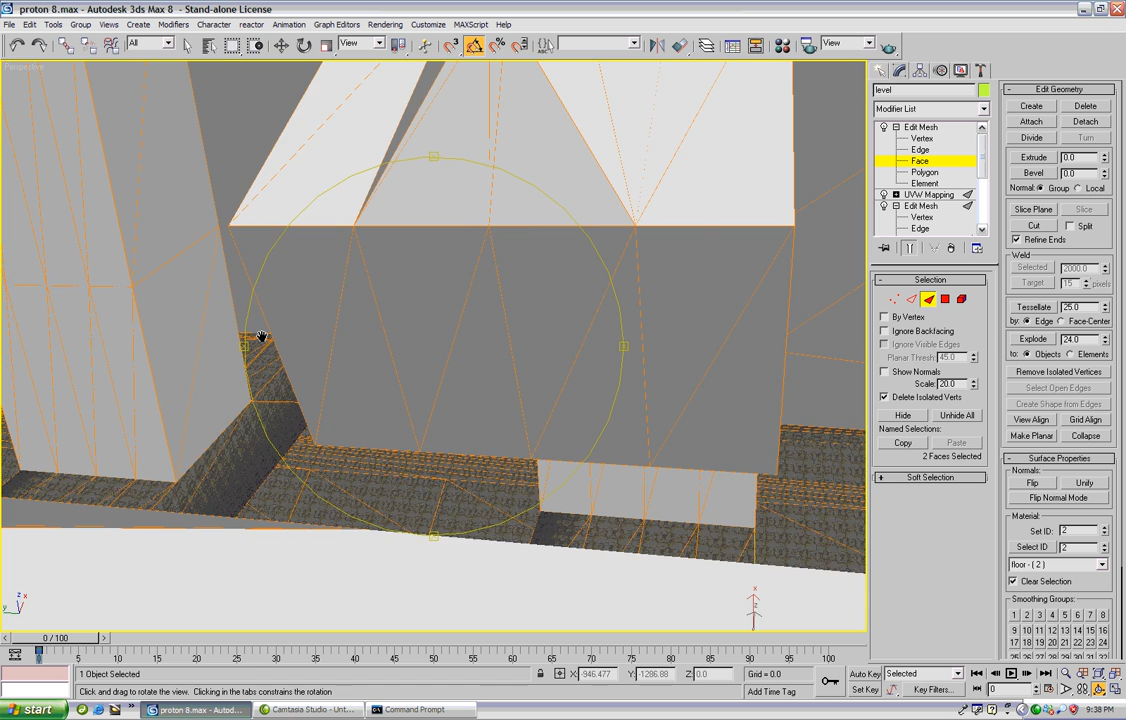 proton 8.max - Autodesk 3ds Max 8 - Stand-alone License
File Edit Tools Group Views Create Modifiers Character reactor Animation Graph Editors Rendering Customize MAXScript Help
All View View
Perspective
level
Modifier List
Edit Mesh
Vertex
Edge
Face
Polygon
Element
UVW Mapping
Edit Mesh
Vertex
Edge
Selection
By Vertex
Ignore Backfacing
Ignore Visible Edges
Planar Thresh: 45.0
Show Normals
Scale: 20.0
Delete Isolated Verts
Hide Unhide All
Named Selections:
Copy Paste
2 Faces Selected
Soft Selection
Edit Geometry
Create Delete
Attach Detach
Divide Turn
Extrude 0.0
Bevel 0.0
Normal: Group Local
Slice Plane Slice
Cut Split
Refine Ends
Weld
Selected 2000.0
Target 15 pixels
Tessellate 25.0
by: Edge Face-Center
Explode 24.0
to: Objects Elements
Remove Isolated Vertices
Select Open Edges
Create Shape from Edges
View Align Grid Align
Make Planar Collapse
Surface Properties
Normals:
Flip Unify
Flip Normal Mode
Material:
Set ID: 2
Select ID 2
floor - ( 2 )
Clear Selection
Smoothing Groups:
1 2 3 4 5 6 7 8
9 10 11 12 13 14 15 16
17 18 19 20 21 22 23 24
z x
y
x
z
0 / 100
5 10 15 20 25 30 35 40 45 50 55 60 65 70 75 80 85 90 95 100
1 Object Selected X: -946.477 Y: -1286.88 Z: 0.0 Grid = 0.0 Auto Key Selected
Click and drag to rotate the view. Clicking in the tabs constrains the rotation Add Time Tag Set Key Key Filters... 0
start proton 8.max - Autod... Camtasia Studio - Unt... Command Prompt 9:38 PM